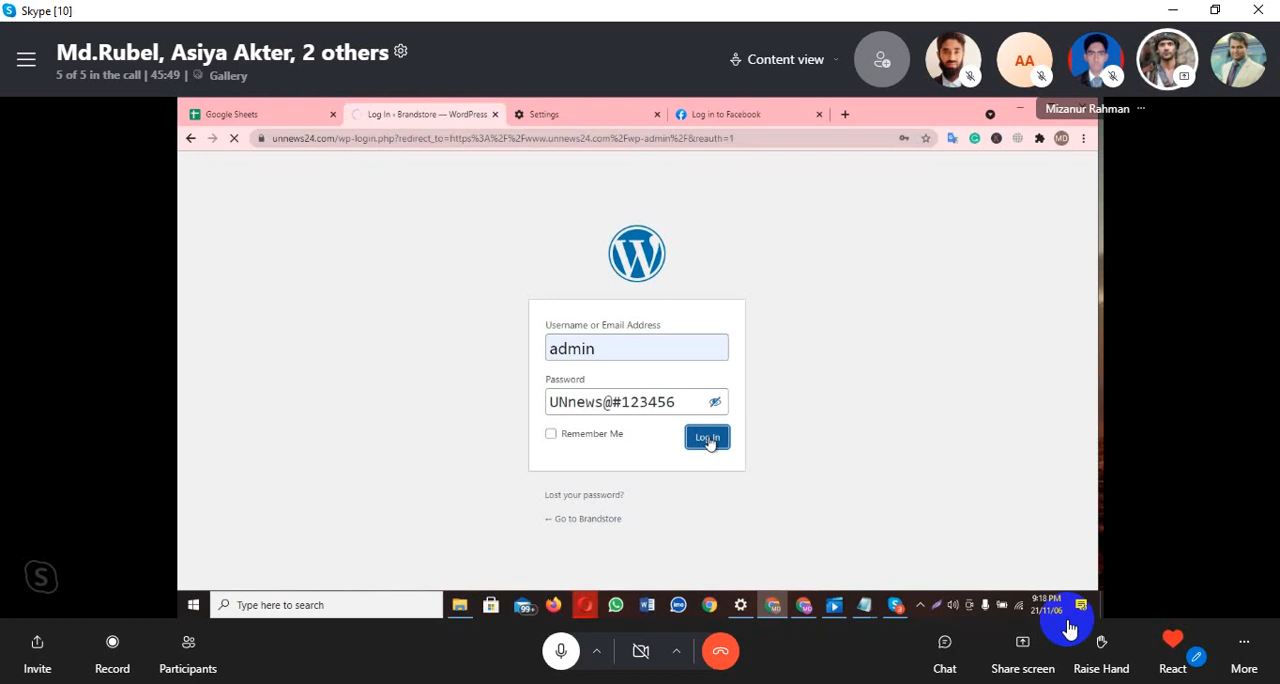 Skype [10]
Md.Rubel, Asiya Akter, 2 others
5 of 5 in the call | 45:49 | Gallery
Content view
AA
Mizanur Rahman
Google Sheets
Log In ‹ Brandstore — WordPress
Settings
Log in to Facebook
unnews24.com/wp-login.php?redirect_to=https%3A%2F%2Fwww.unnews24.com%2Fwp-admin%2F&reauth=1
MD
Username or Email Address
admin
Password
UNnews@#123456
Remember Me
Log In
Lost your password?
← Go to Brandstore
Type here to search
99+
9:18 PM
21/11/06
Invite
Record
Participants
Chat
Share screen
Raise Hand
React
More